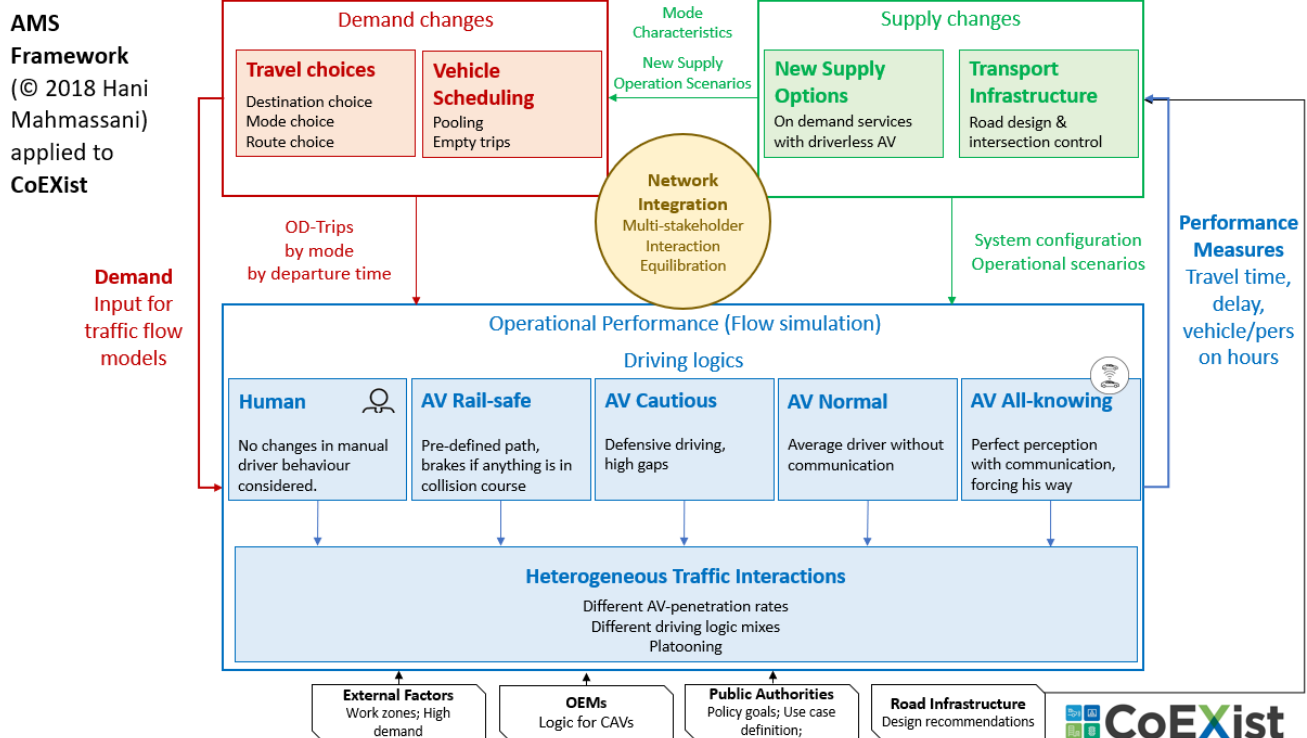 AMS
Framework
(© 2018 Hani
Mahmassani)
applied to
CoEXist
Demand changes
Travel choices
Destination choice
Mode choice
Route choice
Vehicle
Scheduling
Pooling
Empty trips
Mode
Characteristics
New Supply
Operation Scenarios
Supply changes
New Supply
Options
On demand services
with driverless AV
Transport
Infrastructure
Road design &
intersection control
Network
Integration
Multi-stakeholder
Interaction
Equilibration
OD-Trips
by mode
by departure time
System configuration
Operational scenarios
Demand
Input for
traffic flow
models
Performance
Measures
Travel time,
delay,
vehicle/pers
on hours
Operational Performance (Flow simulation)
Driving logics
Human
No changes in manual
driver behaviour
considered.
AV Rail-safe
Pre-defined path,
brakes if anything is in
collision course
AV Cautious
Defensive driving,
high gaps
AV Normal
Average driver without
communication
AV All-knowing
Perfect perception
with communication,
forcing his way
Heterogeneous Traffic Interactions
Different AV-penetration rates
Different driving logic mixes
Platooning
External Factors
Work zones; High
demand
OEMs
Logic for CAVs
Public Authorities
Policy goals; Use case
definition;
Road Infrastructure
Design recommendations
CoEXist